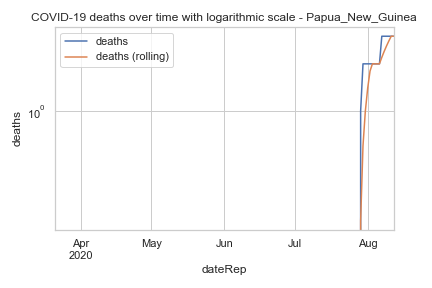 COVID-19 deaths over time with logarithmic scale - Papua_New_Guinea
deaths
deaths (rolling)
deaths
10⁰
Apr
2020
May
Jun
Jul
Aug
dateRep